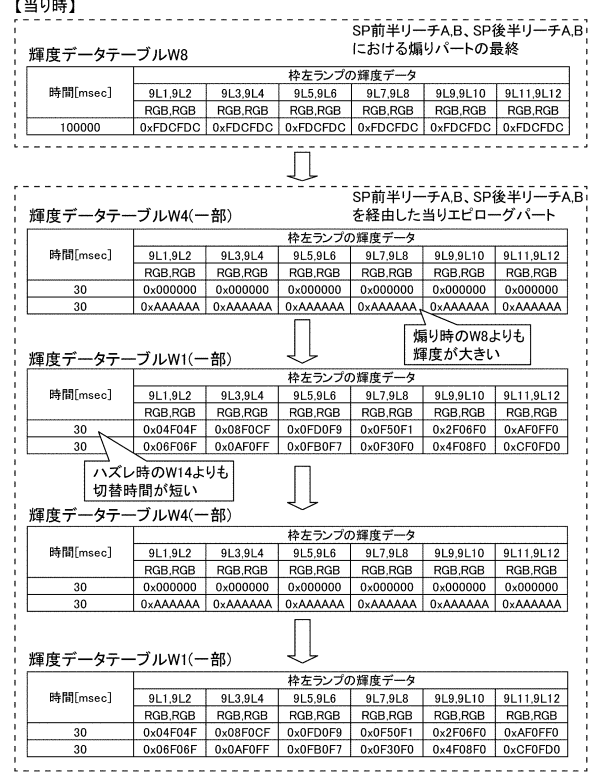 【当り時】
SP前半リーチA,B、SP後半リーチA,B
における煽りパートの最終
輝度データテーブルW8
時間[msec] 枠左ランプの輝度データ
9L1,9L2 9L3,9L4 9L5,9L6 9L7,9L8 9L9,9L10 9L11,9L12
RGB,RGB RGB,RGB RGB,RGB RGB,RGB RGB,RGB RGB,RGB
100000 0xFDCFDC 0xFDCFDC 0xFDCFDC 0xFDCFDC 0xFDCFDC 0xFDCFDC
SP前半リーチA,B、SP後半リーチA,B
を経由した当りエピローグパート
輝度データテーブルW4(一部)
時間[msec] 枠左ランプの輝度データ
9L1,9L2 9L3,9L4 9L5,9L6 9L7,9L8 9L9,9L10 9L11,9L12
RGB,RGB RGB,RGB RGB,RGB RGB,RGB RGB,RGB RGB,RGB
30 0x000000 0x000000 0x000000 0x000000 0x000000 0x000000
30 0xAAAAAA 0xAAAAAA 0xAAAAAA 0xAAAAAA 0xAAAAAA 0xAAAAAA
煽り時のW8よりも
輝度が大きい
輝度データテーブルW1(一部)
時間[msec] 枠左ランプの輝度データ
9L1,9L2 9L3,9L4 9L5,9L6 9L7,9L8 9L9,9L10 9L11,9L12
RGB,RGB RGB,RGB RGB,RGB RGB,RGB RGB,RGB RGB,RGB
30 0x04F04F 0x08F0CF 0x0FD0F9 0x0F50F1 0x2F06F0 0xAF0FF0
30 0x06F06F 0x0AF0FF 0x0FB0F7 0x0F30F0 0x4F08F0 0xCF0FD0
ハズレ時のW14よりも
切替時間が短い
輝度データテーブルW4(一部)
時間[msec] 枠左ランプの輝度データ
9L1,9L2 9L3,9L4 9L5,9L6 9L7,9L8 9L9,9L10 9L11,9L12
RGB,RGB RGB,RGB RGB,RGB RGB,RGB RGB,RGB RGB,RGB
30 0x000000 0x000000 0x000000 0x000000 0x000000 0x000000
30 0xAAAAAA 0xAAAAAA 0xAAAAAA 0xAAAAAA 0xAAAAAA 0xAAAAAA
輝度データテーブルW1(一部)
時間[msec] 枠左ランプの輝度データ
9L1,9L2 9L3,9L4 9L5,9L6 9L7,9L8 9L9,9L10 9L11,9L12
RGB,RGB RGB,RGB RGB,RGB RGB,RGB RGB,RGB RGB,RGB
30 0x04F04F 0x08F0CF 0x0FD0F9 0x0F50F1 0x2F06F0 0xAF0FF0
30 0x06F06F 0x0AF0FF 0x0FB0F7 0x0F30F0 0x4F08F0 0xCF0FD0